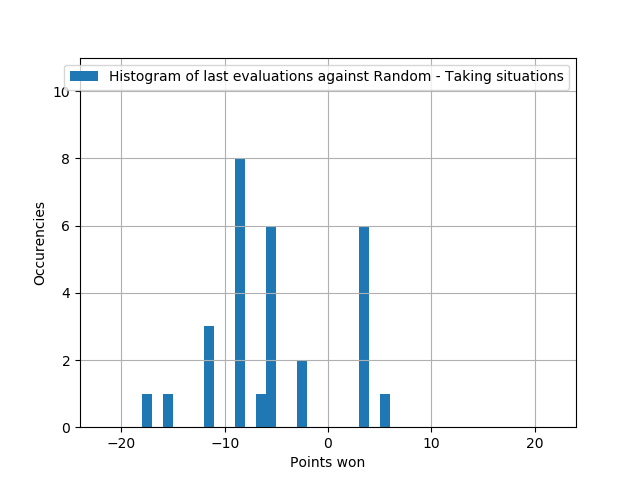 Histogram of last evaluations against Random - Taking situations
10
8
6
4
2
0
Occurencies
−20 −10 0 10 20
Points won